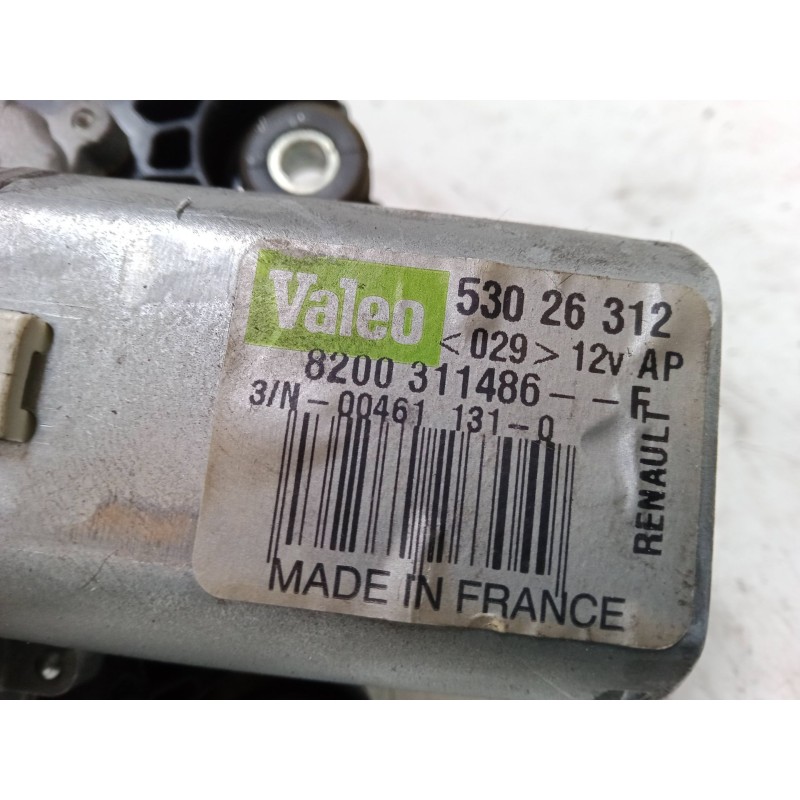 Valeo 530 26 312
<029> 12v AP
8200 311486--F
3/N-00461 131-0
RENAULT
MADE IN FRANCE